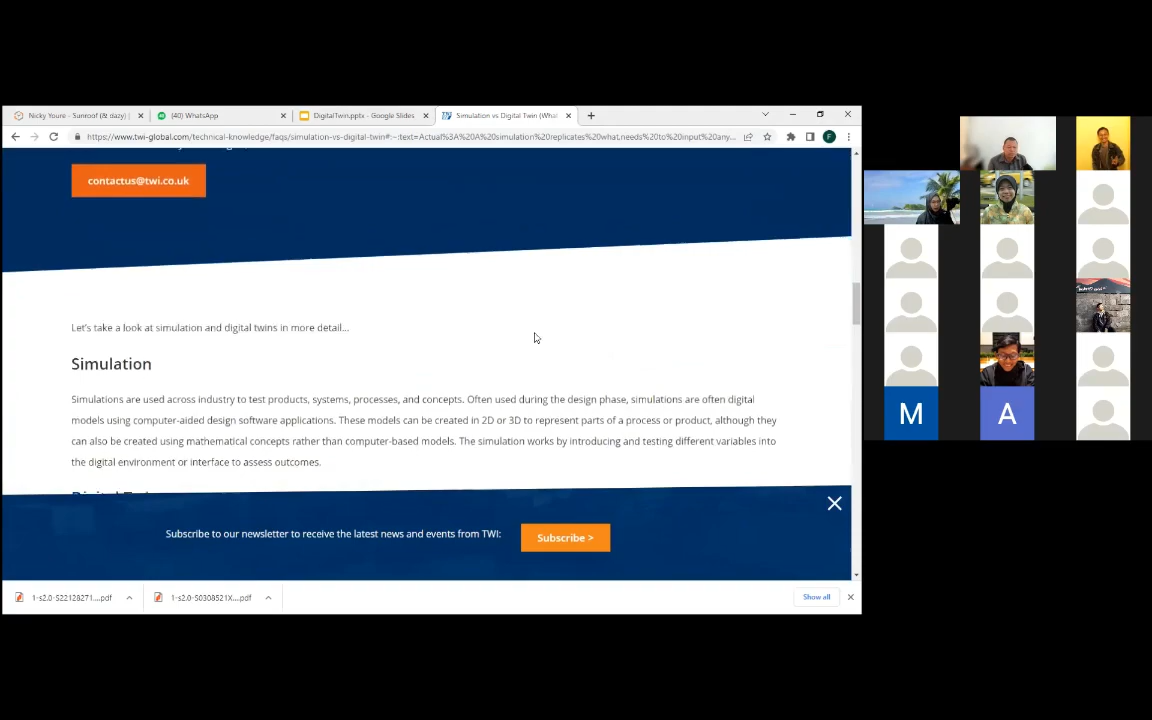 Nicky Youre - Sunroof (& dazy) |
(40) WhatsApp
DigitalTwin.pptx - Google Slides
Simulation vs Digital Twin (What
https://www.twi-global.com/technical-knowledge/faqs/simulation-vs-digital-twin#:~:text=Actual%3A%20A%20simulation%20replicates%20what,needs%20to%20input%20any...
F
contactus@twi.co.uk
Let's take a look at simulation and digital twins in more detail...
Simulation
Simulations are used across industry to test products, systems, processes, and concepts. Often used during the design phase, simulations are often digital
models using computer-aided design software applications. These models can be created in 2D or 3D to represent parts of a process or product, although they
can also be created using mathematical concepts rather than computer-based models. The simulation works by introducing and testing different variables into
the digital environment or interface to assess outcomes.
Subscribe to our newsletter to receive the latest news and events from TWI:
Subscribe >
1-s2.0-S22128271....pdf
1-s2.0-S0308521X....pdf
Show all
M
A